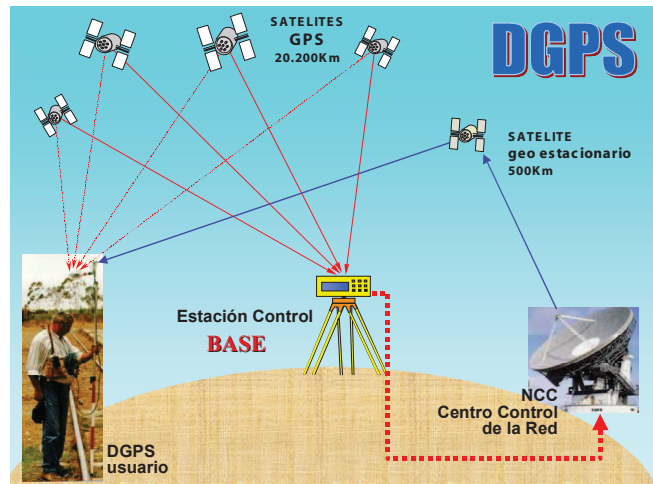 SATELITES
GPS
20.200Km
DGPS
SATELITE
geo estacionario
500Km
Estación Control
BASE
NCC
Centro Control
de la Red
DGPS
usuario